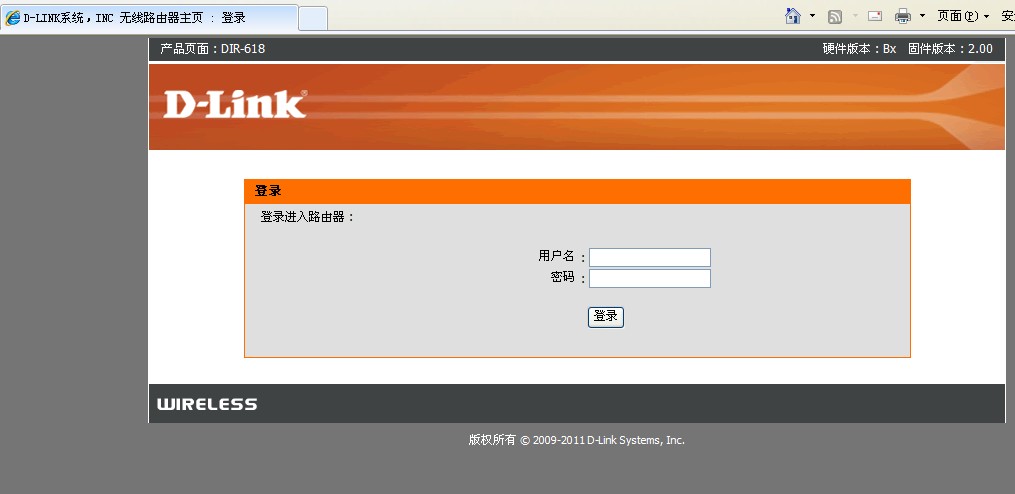 D-LINK系统，INC 无线路由器主页 : 登录
页面(P)
产品页面：DIR-618 硬件版本：Bx 固件版本：2.00
D-Link®
登录
登录进入路由器：
用户名 :
密码 :
登录
WIRELESS
版权所有 © 2009-2011 D-Link Systems, Inc.